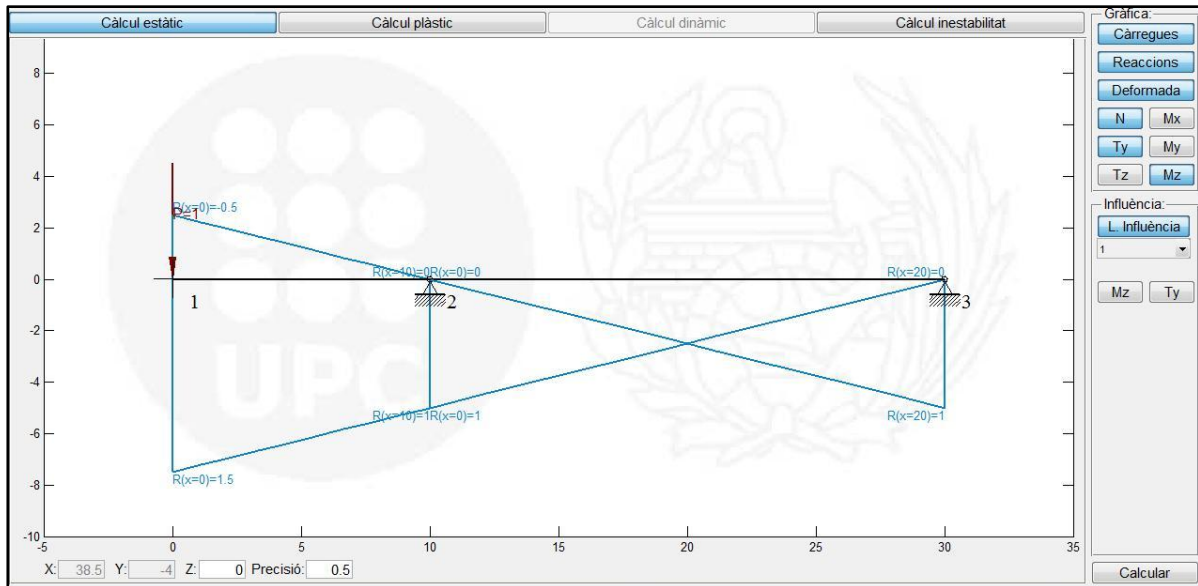 Càlcul estàtic
Càlcul plàstic
Càlcul dinàmic
Càlcul inestabilitat
Gràfica:
Càrregues
Reaccions
Deformada
N
Mx
Ty
My
Tz
Mz
Influència:
L. Influència
1
Mz
Ty
Calcular
8
6
4
2
0
-2
-4
-6
-8
-10
-5
0
5
10
15
20
25
30
35
P=1
R(x=0)=-0.5
R(x=10)=0R(x=0)=0
R(x=20)=0
1
2
3
R(x=10)=1R(x=0)=1
R(x=20)=1
R(x=0)=1.5
UPC
X: 38.5 Y: -4 Z: 0 Precisió: 0.5